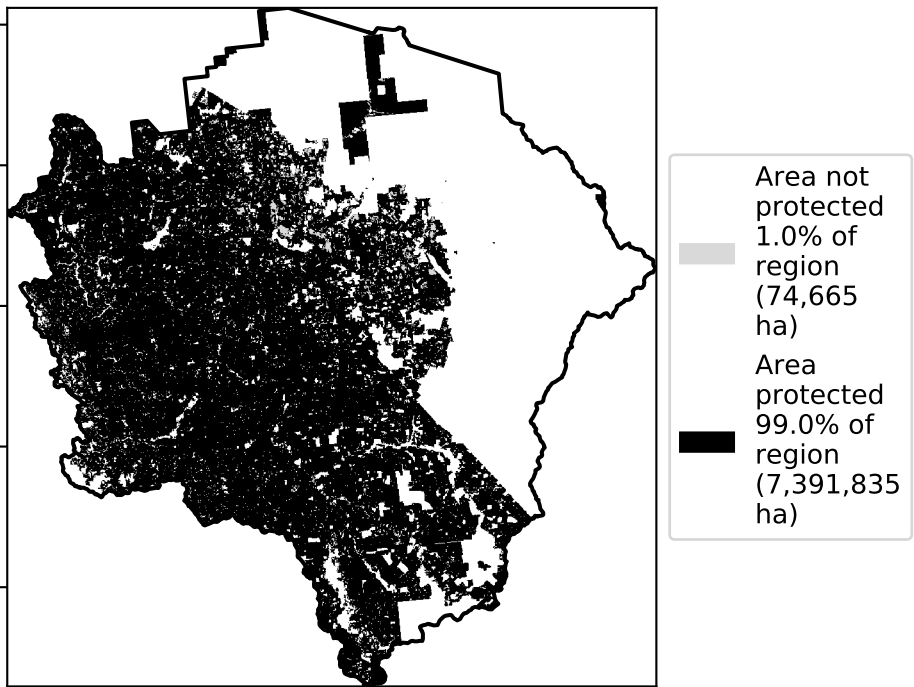 Area not
protected
1.0% of
region
(74,665
ha)
Area
protected
99.0% of
region
(7,391,835
ha)